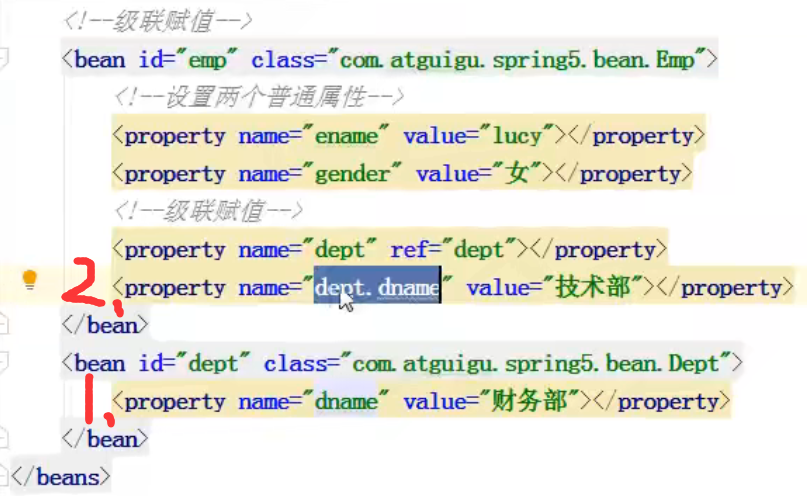 <!--级联赋值-->
<bean id="emp" class="com.atguigu.spring5.bean.Emp">
<!--设置两个普通属性-->
<property name="ename" value="lucy"></property>
<property name="gender" value="女"></property>
<!--级联赋值-->
<property name="dept" ref="dept"></property>
2. <property name="dept.dname" value="技术部"></property>
</bean>
<bean id="dept" class="com.atguigu.spring5.bean.Dept">
1. <property name="dname" value="财务部"></property>
</bean>
</beans>